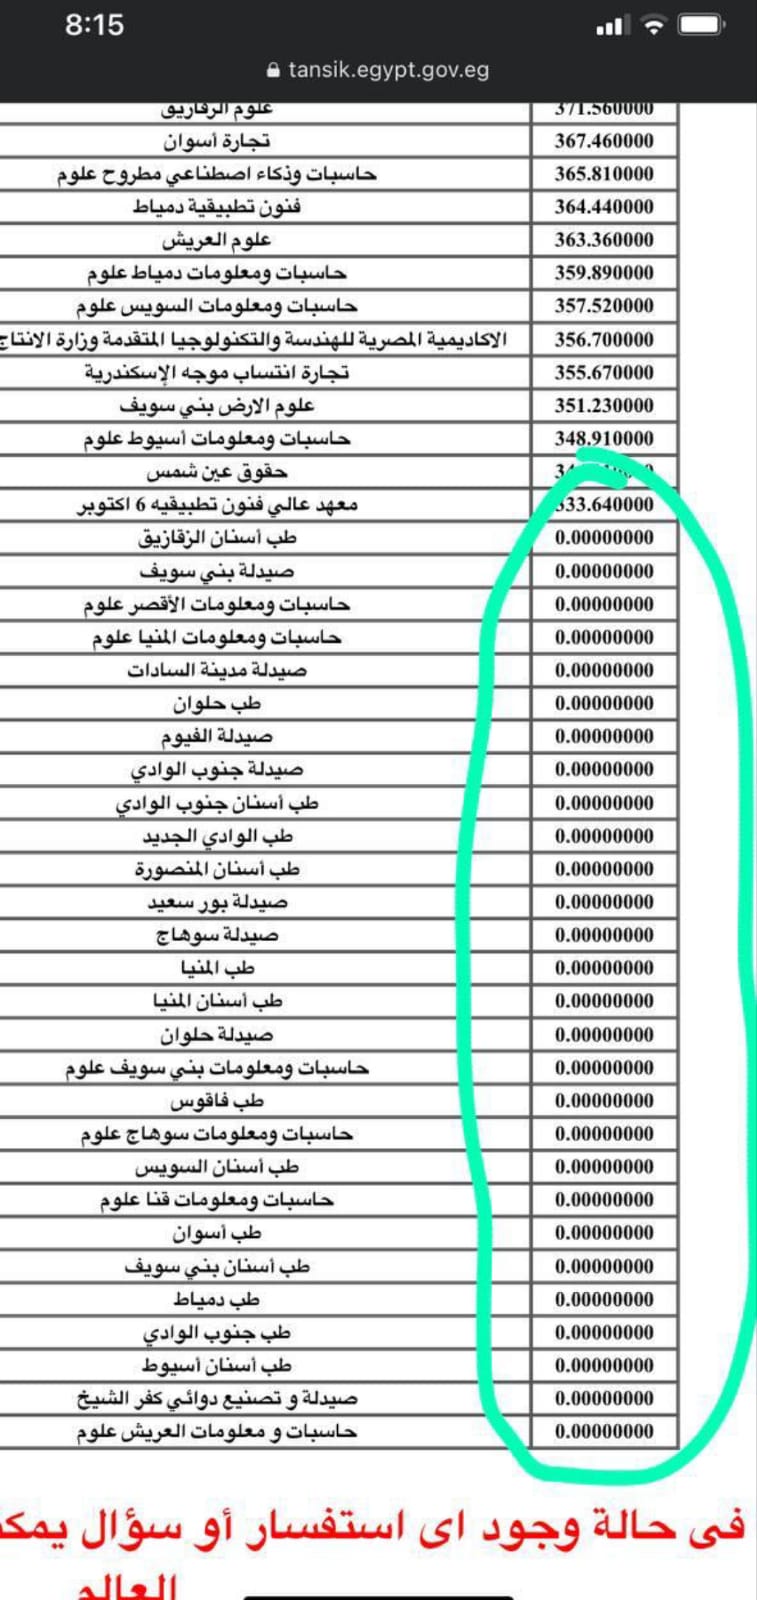 8:15
tansik.egypt.gov.eg
علوم الزقازيق 371.560000
تجارة أسوان 367.460000
حاسبات وذكاء اصطناعي مطروح علوم 365.810000
فنون تطبيقية دمياط 364.440000
علوم العريش 363.360000
حاسبات ومعلومات دمياط علوم 359.890000
حاسبات ومعلومات السويس علوم 357.520000
الاكاديمية المصرية للهندسة والتكنولوجيا المتقدمة وزارة الانتاج 356.700000
تجارة انتساب موجه الإسكندرية 355.670000
علوم الارض بني سويف 351.230000
حاسبات ومعلومات أسيوط علوم 348.910000
حقوق عين شمس
معهد عالي فنون تطبيقيه 6 اكتوبر 333.640000
طب أسنان الزقازيق 0.00000000
صيدلة بني سويف 0.00000000
حاسبات ومعلومات الأقصر علوم 0.00000000
حاسبات ومعلومات المنيا علوم 0.00000000
صيدلة مدينة السادات 0.00000000
طب حلوان 0.00000000
صيدلة الفيوم 0.00000000
صيدلة جنوب الوادي 0.00000000
طب أسنان جنوب الوادي 0.00000000
طب الوادي الجديد 0.00000000
طب أسنان المنصورة 0.00000000
صيدلة بور سعيد 0.00000000
صيدلة سوهاج 0.00000000
طب المنيا 0.00000000
طب أسنان المنيا 0.00000000
صيدلة حلوان 0.00000000
حاسبات ومعلومات بني سويف علوم 0.00000000
طب فاقوس 0.00000000
حاسبات ومعلومات سوهاج علوم 0.00000000
طب أسنان السويس 0.00000000
حاسبات ومعلومات قنا علوم 0.00000000
طب أسوان 0.00000000
طب أسنان بني سويف 0.00000000
طب دمياط 0.00000000
طب جنوب الوادي 0.00000000
طب أسنان أسيوط 0.00000000
صيدلة و تصنيع دوائي كفر الشيخ 0.00000000
حاسبات و معلومات العريش علوم 0.00000000
فى حالة وجود اى استفسار أو سؤال يمك
العالم